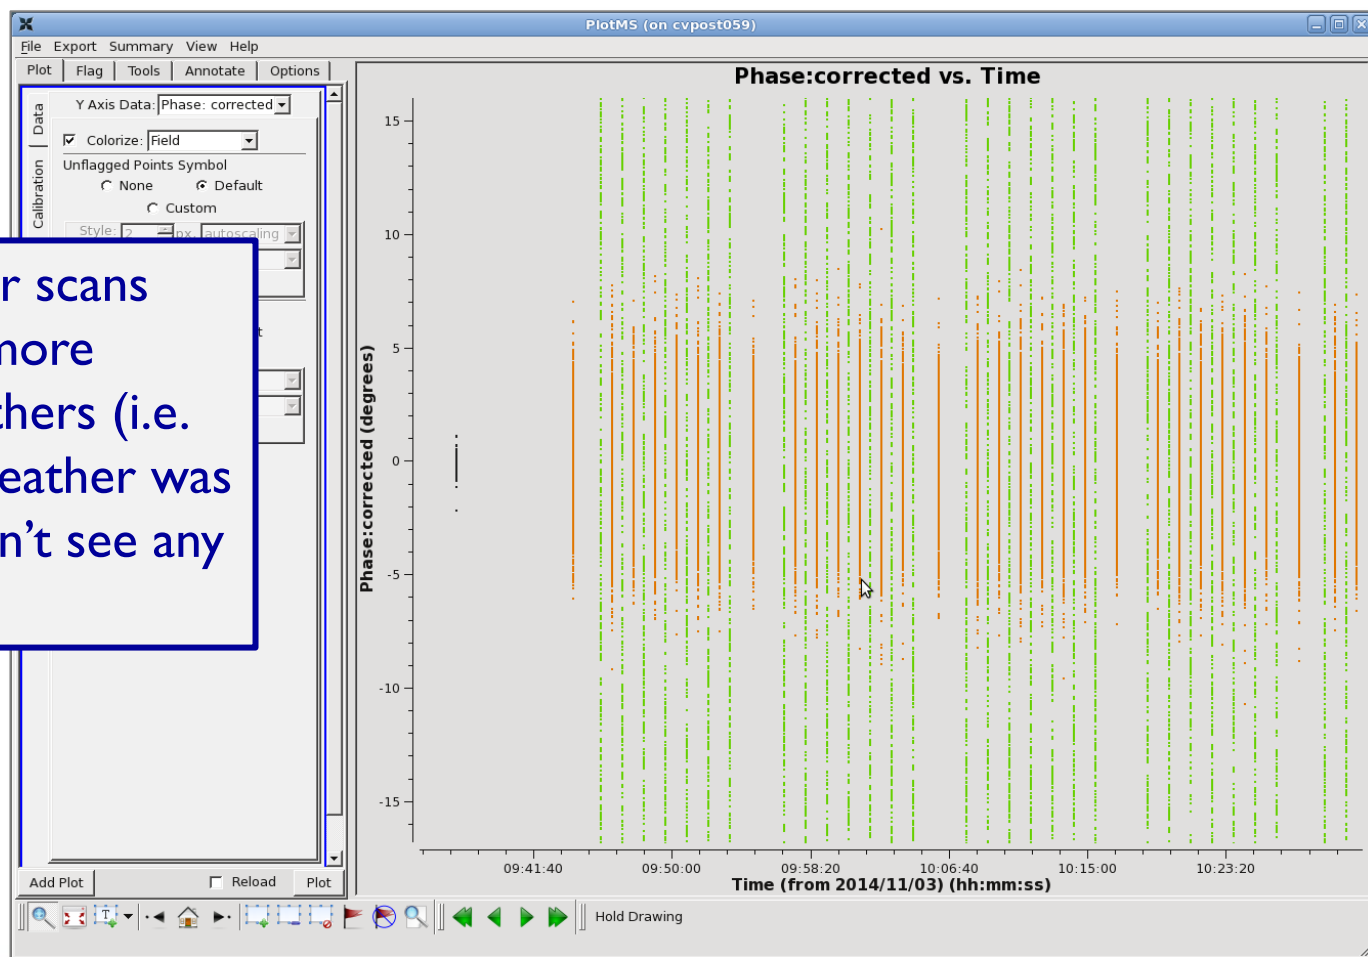 PlotMS (on cvpost059)
File Export Summary View Help
Plot Flag Tools Annotate Options
Data
Calibration
Y Axis Data: Phase: corrected
Colorize: Field
Unflagged Points Symbol
None Default
Custom
Style: 2 px, autoscaling
r scans
more
thers (i.e.
eather was
n't see any
t
Add Plot Reload Plot
Phase:corrected vs. Time
Phase:corrected (degrees)
15
10
5
0
-5
-10
-15
09:41:40 09:50:00 09:58:20 10:06:40 10:15:00 10:23:20
Time (from 2014/11/03) (hh:mm:ss)
T
Hold Drawing